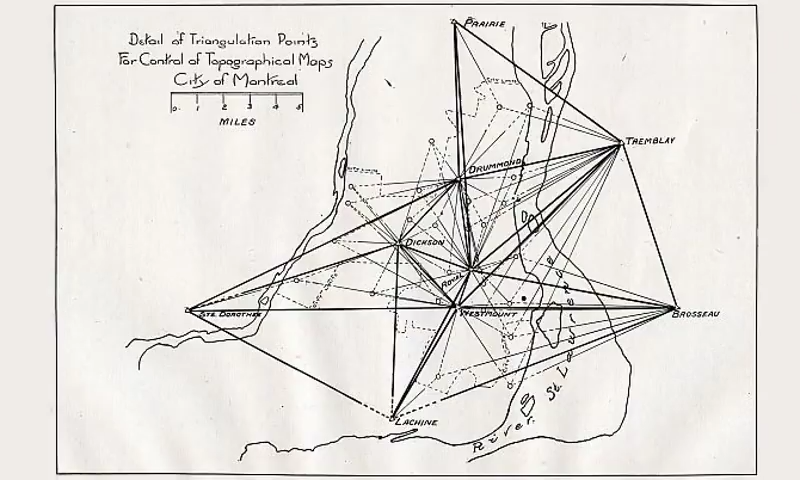 Detail of Triangulation Points
For Control of Topographical Maps
City of Montreal
0 1 2 3 4 5
MILES
PRAIRIE
TREMBLAY
DRUMMOND
DICKSON
ROYAL
STE. DOROTHEE
WESTMOUNT
BROSSEAU
LACHINE
River St. Lawrence